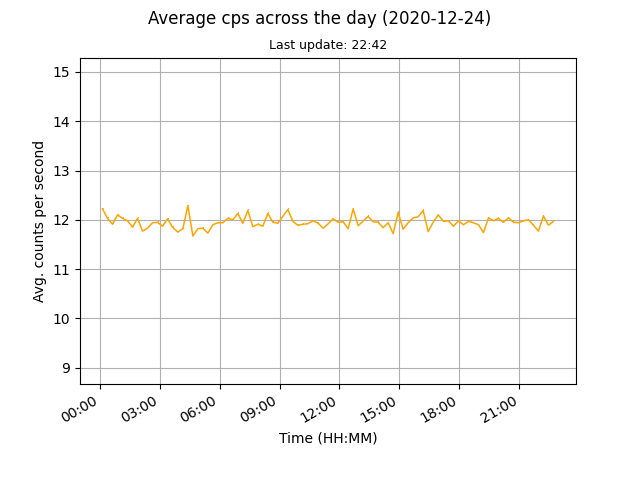 Average cps across the day (2020-12-24)
Last update: 22:42
15
14
13
12
11
10
9
Avg. counts per second
00:00 03:00 06:00 09:00 12:00 15:00 18:00 21:00
Time (HH:MM)